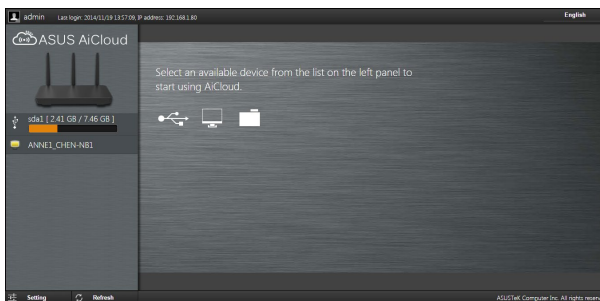 admin Last login: 2014/11/19 13:57:09, IP address: 192.168.1.80 English
ASUS AiCloud
Select an available device from the list on the left panel to
start using AiCloud.
sda1 [ 2.41 GB / 7.46 GB ]
ANNE1_CHEN-NB1
Setting Refresh ASUSTeK Computer Inc. All rights reserv